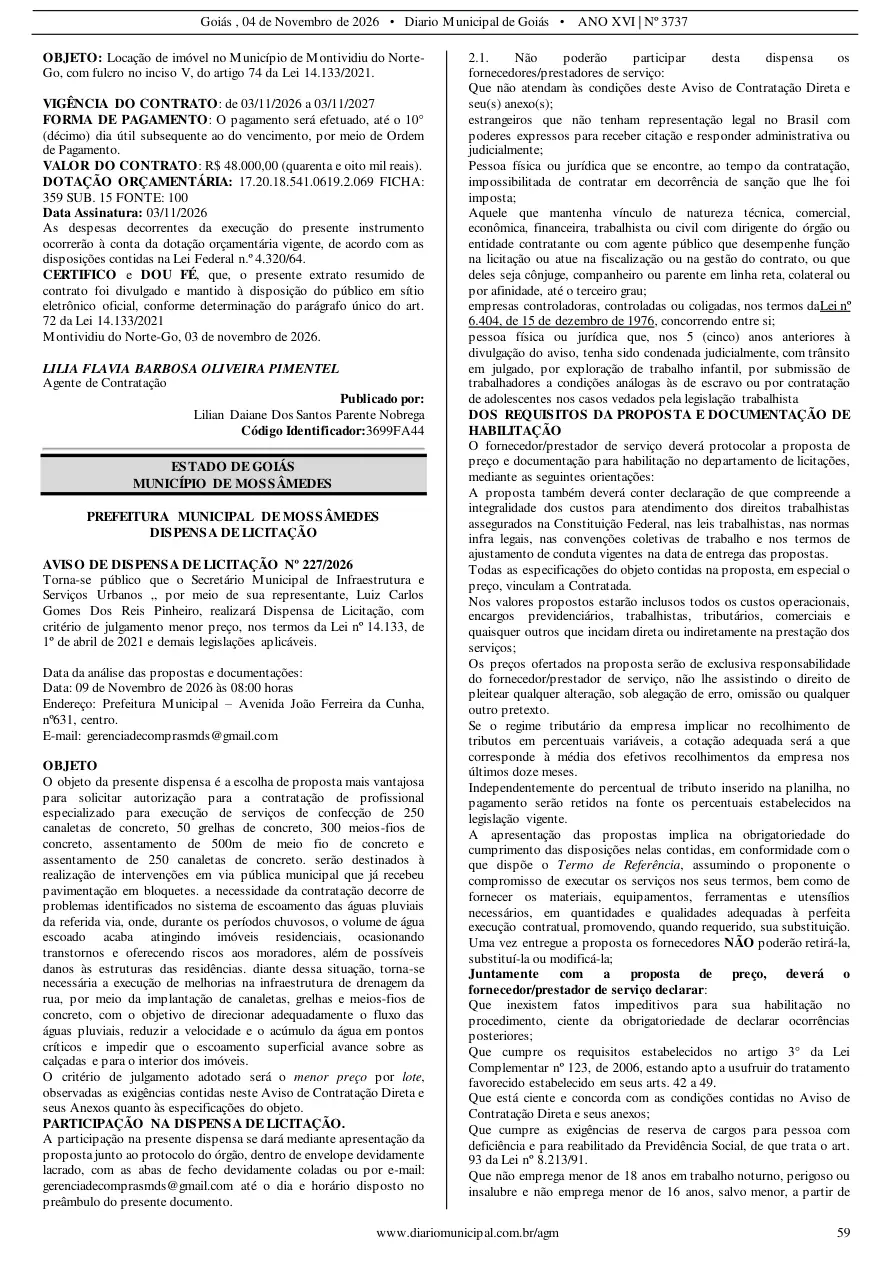 Goiás , 04 de Novembro de 2026 • Diario Municipal de Goiás • ANO XVI | Nº 3737
OBJETO: Locação de imóvel no Município de Montividiu do Norte-
Go, com fulcro no inciso V, do artigo 74 da Lei 14.133/2021.
VIGÊNCIA DO CONTRATO: de 03/11/2026 a 03/11/2027
FORMA DE PAGAMENTO: O pagamento será efetuado, até o 10°
(décimo) dia útil subsequente ao do vencimento, por meio de Ordem
de Pagamento.
VALOR DO CONTRATO: R$ 48.000,00 (quarenta e oito mil reais).
DOTAÇÃO ORÇAMENTÁRIA: 17.20.18.541.0619.2.069 FICHA:
359 SUB. 15 FONTE: 100
Data Assinatura: 03/11/2026
As despesas decorrentes da execução do presente instrumento
ocorrerão à conta da dotação orçamentária vigente, de acordo com as
disposições contidas na Lei Federal n.º 4.320/64.
CERTIFICO e DOU FÉ, que, o presente extrato resumido de
contrato foi divulgado e mantido à disposição do público em sítio
eletrônico oficial, conforme determinação do parágrafo único do art.
72 da Lei 14.133/2021
Montividiu do Norte-Go, 03 de novembro de 2026.
LILIA FLAVIA BARBOSA OLIVEIRA PIMENTEL
Agente de Contratação
Publicado por:
Lilian Daiane Dos Santos Parente Nobrega
Código Identificador:3699FA44
ESTADO DE GOIÁS
MUNICÍPIO DE MOSSÂMEDES
PREFEITURA MUNICIPAL DE MOSSÂMEDES
DISPENSA DE LICITAÇÃO
AVISO DE DISPENSA DE LICITAÇÃO Nº 227/2026
Torna-se público que o Secretário Municipal de Infraestrutura e
Serviços Urbanos ,, por meio de sua representante, Luiz Carlos
Gomes Dos Reis Pinheiro, realizará Dispensa de Licitação, com
critério de julgamento menor preço, nos termos da Lei nº 14.133, de
1º de abril de 2021 e demais legislações aplicáveis.
Data da análise das propostas e documentações:
Data: 09 de Novembro de 2026 às 08:00 horas
Endereço: Prefeitura Municipal – Avenida João Ferreira da Cunha,
nº631, centro.
E-mail: gerenciadecomprasmds@gmail.com
OBJETO
O objeto da presente dispensa é a escolha de proposta mais vantajosa
para solicitar autorização para a contratação de profissional
especializado para execução de serviços de confecção de 250
canaletas de concreto, 50 grelhas de concreto, 300 meios-fios de
concreto, assentamento de 500m de meio fio de concreto e
assentamento de 250 canaletas de concreto. serão destinados à
realização de intervenções em via pública municipal que já recebeu
pavimentação em bloquetes. a necessidade da contratação decorre de
problemas identificados no sistema de escoamento das águas pluviais
da referida via, onde, durante os períodos chuvosos, o volume de água
escoado acaba atingindo imóveis residenciais, ocasionando
transtornos e oferecendo riscos aos moradores, além de possíveis
danos às estruturas das residências. diante dessa situação, torna-se
necessária a execução de melhorias na infraestrutura de drenagem da
rua, por meio da implantação de canaletas, grelhas e meios-fios de
concreto, com o objetivo de direcionar adequadamente o fluxo das
águas pluviais, reduzir a velocidade e o acúmulo da água em pontos
críticos e impedir que o escoamento superficial avance sobre as
calçadas e para o interior dos imóveis.
O critério de julgamento adotado será o menor preço por lote,
observadas as exigências contidas neste Aviso de Contratação Direta e
seus Anexos quanto às especificações do objeto.
PARTICIPAÇÃO NA DISPENSA DE LICITAÇÃO.
A participação na presente dispensa se dará mediante apresentação da
proposta junto ao protocolo do órgão, dentro de envelope devidamente
lacrado, com as abas de fecho devidamente coladas ou por e-mail:
gerenciadecomprasmds@gmail.com até o dia e horário disposto no
preâmbulo do presente documento.
2.1. Não poderão participar desta dispensa os
fornecedores/prestadores de serviço:
Que não atendam às condições deste Aviso de Contratação Direta e
seu(s) anexo(s);
estrangeiros que não tenham representação legal no Brasil com
poderes expressos para receber citação e responder administrativa ou
judicialmente;
Pessoa física ou jurídica que se encontre, ao tempo da contratação,
impossibilitada de contratar em decorrência de sanção que lhe foi
imposta;
Aquele que mantenha vínculo de natureza técnica, comercial,
econômica, financeira, trabalhista ou civil com dirigente do órgão ou
entidade contratante ou com agente público que desempenhe função
na licitação ou atue na fiscalização ou na gestão do contrato, ou que
deles seja cônjuge, companheiro ou parente em linha reta, colateral ou
por afinidade, até o terceiro grau;
empresas controladoras, controladas ou coligadas, nos termos daLei nº
6.404, de 15 de dezembro de 1976, concorrendo entre si;
pessoa física ou jurídica que, nos 5 (cinco) anos anteriores à
divulgação do aviso, tenha sido condenada judicialmente, com trânsito
em julgado, por exploração de trabalho infantil, por submissão de
trabalhadores a condições análogas às de escravo ou por contratação
de adolescentes nos casos vedados pela legislação trabalhista
DOS REQUISITOS DA PROPOSTA E DOCUMENTAÇÃO DE
HABILITAÇÃO
O fornecedor/prestador de serviço deverá protocolar a proposta de
preço e documentação para habilitação no departamento de licitações,
mediante as seguintes orientações:
A proposta também deverá conter declaração de que compreende a
integralidade dos custos para atendimento dos direitos trabalhistas
assegurados na Constituição Federal, nas leis trabalhistas, nas normas
infra legais, nas convenções coletivas de trabalho e nos termos de
ajustamento de conduta vigentes na data de entrega das propostas.
Todas as especificações do objeto contidas na proposta, em especial o
preço, vinculam a Contratada.
Nos valores propostos estarão inclusos todos os custos operacionais,
encargos previdenciários, trabalhistas, tributários, comerciais e
quaisquer outros que incidam direta ou indiretamente na prestação dos
serviços;
Os preços ofertados na proposta serão de exclusiva responsabilidade
do fornecedor/prestador de serviço, não lhe assistindo o direito de
pleitear qualquer alteração, sob alegação de erro, omissão ou qualquer
outro pretexto.
Se o regime tributário da empresa implicar no recolhimento de
tributos em percentuais variáveis, a cotação adequada será a que
corresponde à média dos efetivos recolhimentos da empresa nos
últimos doze meses.
Independentemente do percentual de tributo inserido na planilha, no
pagamento serão retidos na fonte os percentuais estabelecidos na
legislação vigente.
A apresentação das propostas implica na obrigatoriedade do
cumprimento das disposições nelas contidas, em conformidade com o
que dispõe o Termo de Referência, assumindo o proponente o
compromisso de executar os serviços nos seus termos, bem como de
fornecer os materiais, equipamentos, ferramentas e utensílios
necessários, em quantidades e qualidades adequadas à perfeita
execução contratual, promovendo, quando requerido, sua substituição.
Uma vez entregue a proposta os fornecedores NÃO poderão retirá-la,
substituí-la ou modificá-la;
Juntamente com a proposta de preço, deverá o
fornecedor/prestador de serviço declarar:
Que inexistem fatos impeditivos para sua habilitação no
procedimento, ciente da obrigatoriedade de declarar ocorrências
posteriores;
Que cumpre os requisitos estabelecidos no artigo 3° da Lei
Complementar nº 123, de 2006, estando apto a usufruir do tratamento
favorecido estabelecido em seus arts. 42 a 49.
Que está ciente e concorda com as condições contidas no Aviso de
Contratação Direta e seus anexos;
Que cumpre as exigências de reserva de cargos para pessoa com
deficiência e para reabilitado da Previdência Social, de que trata o art.
93 da Lei nº 8.213/91.
Que não emprega menor de 18 anos em trabalho noturno, perigoso ou
insalubre e não emprega menor de 16 anos, salvo menor, a partir de
www.diariomunicipal.com.br/agm 59